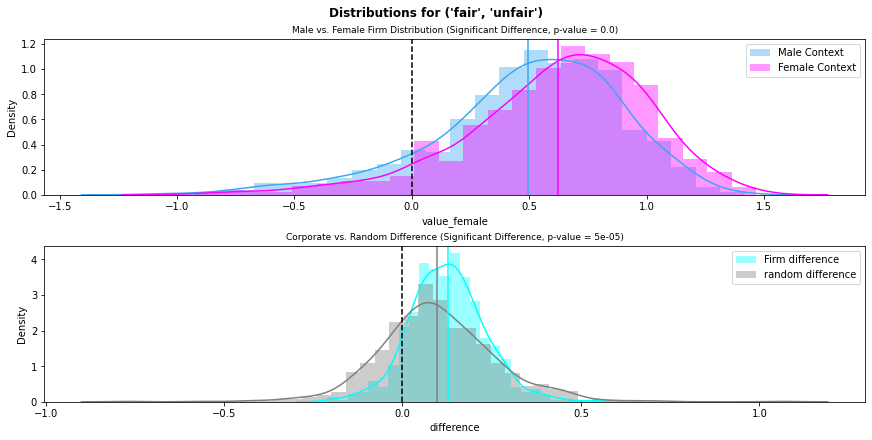 Distributions for ('fair', 'unfair')
Male vs. Female Firm Distribution (Significant Difference, p-value = 0.0)
Density
1.2
1.0
0.8
0.6
0.4
0.2
0.0
Male Context
Female Context
-1.5
-1.0
-0.5
0.0
0.5
1.0
1.5
value_female
Corporate vs. Random Difference (Significant Difference, p-value = 5e-05)
Density
4
3
2
1
0
Firm difference
random difference
-1.0
-0.5
0.0
0.5
1.0
difference